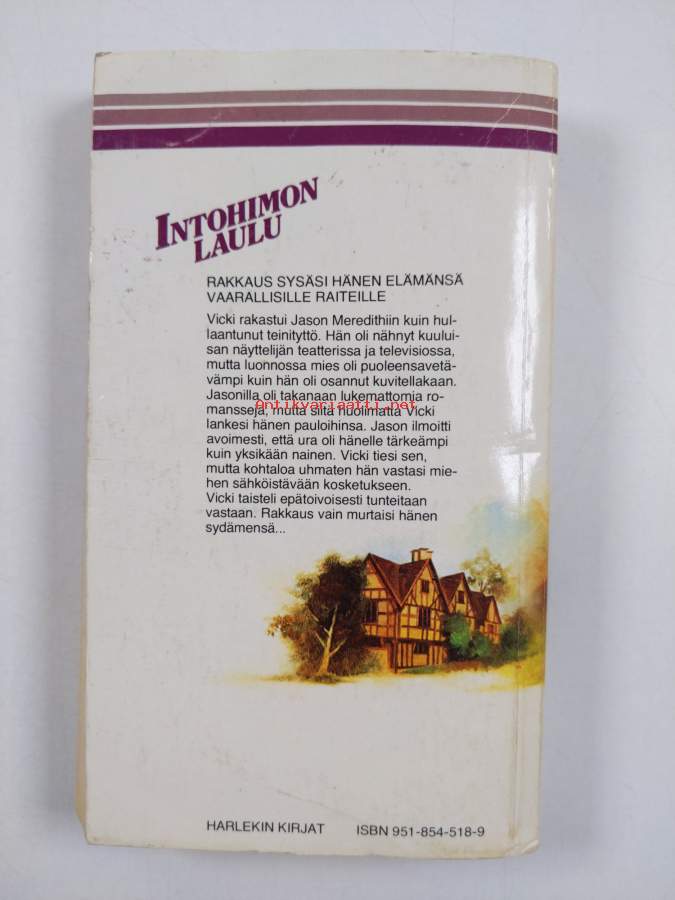 INTOHIMON
LAULU
RAKKAUS SYSÄSI HÄNEN ELÄMÄNSÄ
VAARALLISILLE RAITEILLE
Vicki rakastui Jason Meredithiin kuin hul-
laantunut teinityttö. Hän oli nähnyt kuului-
san näyttelijän teatterissa ja televisiossa,
mutta luonnossa mies oli puoleensavetä-
vämpi kuin hän oli osannut kuvitellakaan.
Jasonilla oli takanaan lukemattomia ro-
antikvariaatti.net
mansseja, mutta siitä huolimatta Vicki
lankesi hänen pauloihinsa. Jason ilmoitti
avoimesti, että ura oli hänelle tärkeämpi
kuin yksikään nainen. Vicki tiesi sen,
mutta kohtaloa uhmaten hän vastasi mie-
hen sähköistävään kosketukseen.
Vicki taisteli epätoivoisesti tunteitaan
vastaan. Rakkaus vain murtaisi hänen
sydämensä...
HARLEKIN KIRJAT ISBN 951-854-518-9